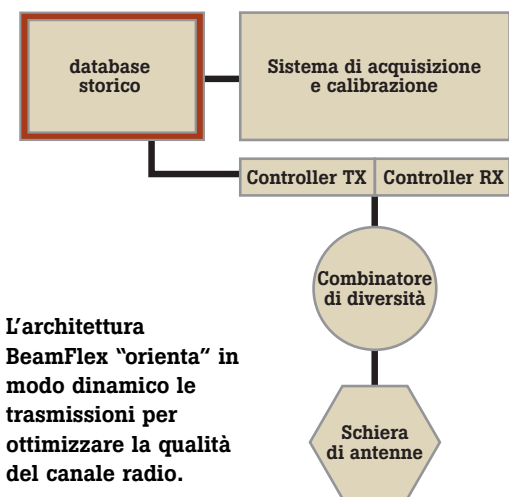 database
storico
Sistema di acquisizione
e calibrazione
Controller TX
Controller RX
Combinatore
di diversità
L'architettura
BeamFlex “orienta” in
modo dinamico le
trasmissioni per
ottimizzare la qualità
del canale radio.
Schiera
di antenne